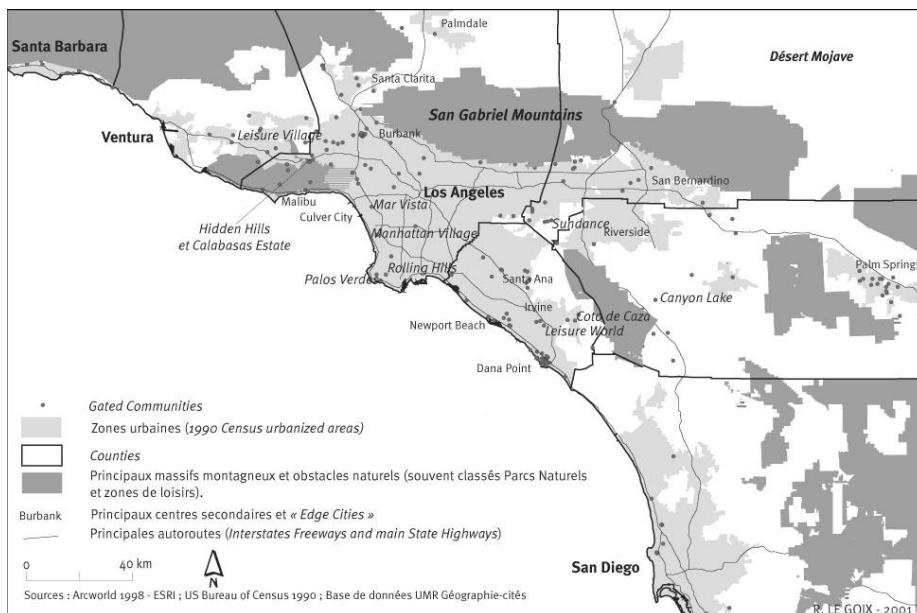 Palmdale
Santa Barbara
Désert Mojave
Santa Clarita
San Gabriel Mountains
Ventura
Leisure Village
Burbank
San Bernardino
Los Angeles
Malibu
Mar Vista
Culver City
Hidden Hills
et Calabasas Estate
Manhattan Village
Sundance
Riverside
Palm Springs
Rolling Hills
Palos Verde
Santa Ana
Canyon Lake
Irvine
Coto de Caza
Newport Beach
Leisure World
Dana Point
Gated Communities
Zones urbaines (1990 Census urbanized areas)
Counties
Principaux massifs montagneux et obstacles naturels (souvent classés Parcs Naturels
et zones de loisirs).
Burbank Principaux centres secondaires et « Edge Cities »
Principales autoroutes (Interstates Freeways and main State Highways)
0 40 km
N
San Diego
Sources : Arcworld 1998 - ESRI ; US Bureau of Census 1990 ; Base de données UMR Géographie-cités
R. LE GOIX - 2001